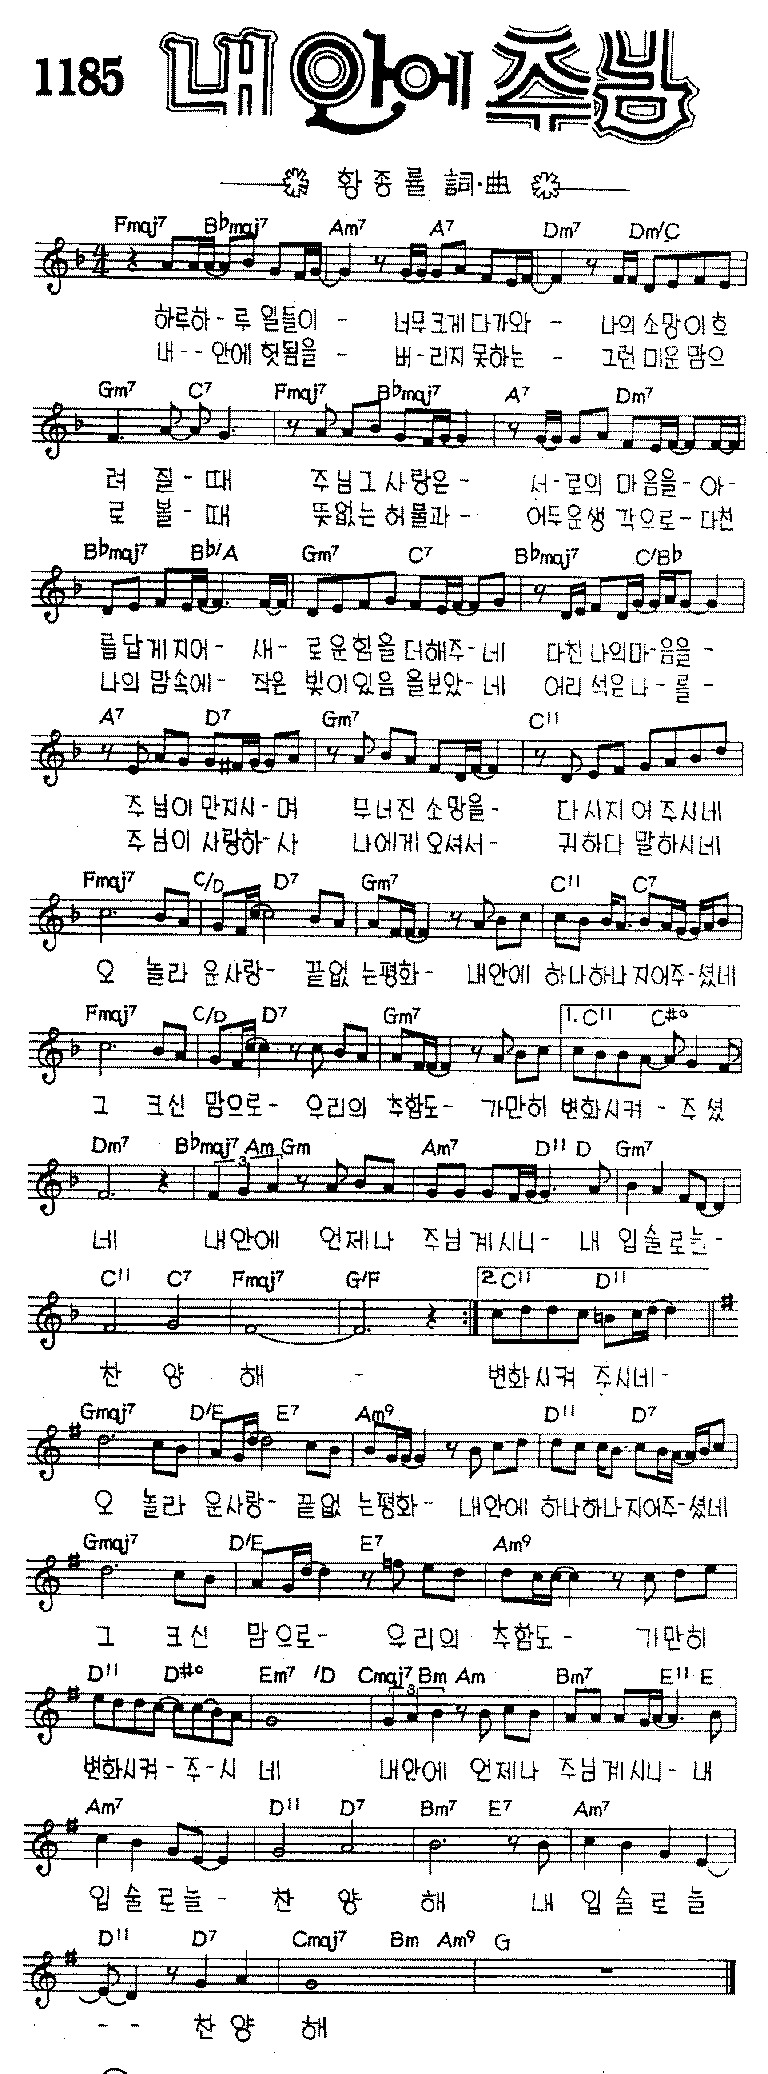 1185 내 안에 주님
황종률 詞·曲
Fmaj7 B♭maj7 Am7 A7 Dm7 Dm/C
하루하-루 일들이 - 너무크게다가와 - 나의소망이흐
내--안에 헛됨을 - 버-리지못하는 - 그런 미운맘으
Gm7 C7 Fmaj7 B♭maj7 A7 Dm7
려 질-때 주님그사랑은- 서-로의 마음을-아-
로 볼-때 뜻없는허물과- 어두운생 각으로-다친
B♭maj7 B♭/A Gm7 C7 B♭maj7 C/B♭
름답게지어- 새- 로운힘을더해주-네 다친나의마-음을-
나의 맘속에- 작은 빛이있음 을보았-네 어리석은나-를-
A7 D7 Gm7 C11
주님이만지시-며 무너진소망을- 다시지어주시네
주님이사랑하-사 나에게오셔서- 귀하다말하시네
Fmaj7 C/D D7 Gm7 C11 C7
오 놀라 운사랑- 끝없 는평화- 내안에 하나하나지어주-셨네
Fmaj7 C/D D7 Gm7 1. C11 C#o
그 크신 맘으로- 우리의 추함도- 가만히 변화시켜-주셨
Dm7 B♭maj7 Am Gm Am7 D11 D Gm7
3
네 내안에 언제나 주님계시니- 내 입술로늘-
C11 C7 Fmaj7 G/F 2. C11 D11
찬 양 해 - 변화시켜 주시네-
Gmaj7 D/E E7 Am9 D11 D7
오 놀라 운사랑- 끝없 는평화- 내안에 하나하나지어주-셨네
Gmaj7 D/E E7 Am9
그 크신 맘으로- 우리의 추함도- 가만히
D11 D#o Em7 /D Cmaj7 Bm Am Bm7 E11 E
3
변화시켜-주-시 네 내안에 언제나 주님계시니-내
Am7 D11 D7 Bm7 E7 Am7
입술로늘- 찬 양 해 내 입술로늘
D11 D7 Cmaj7 Bm Am9 G
- - 찬양 해